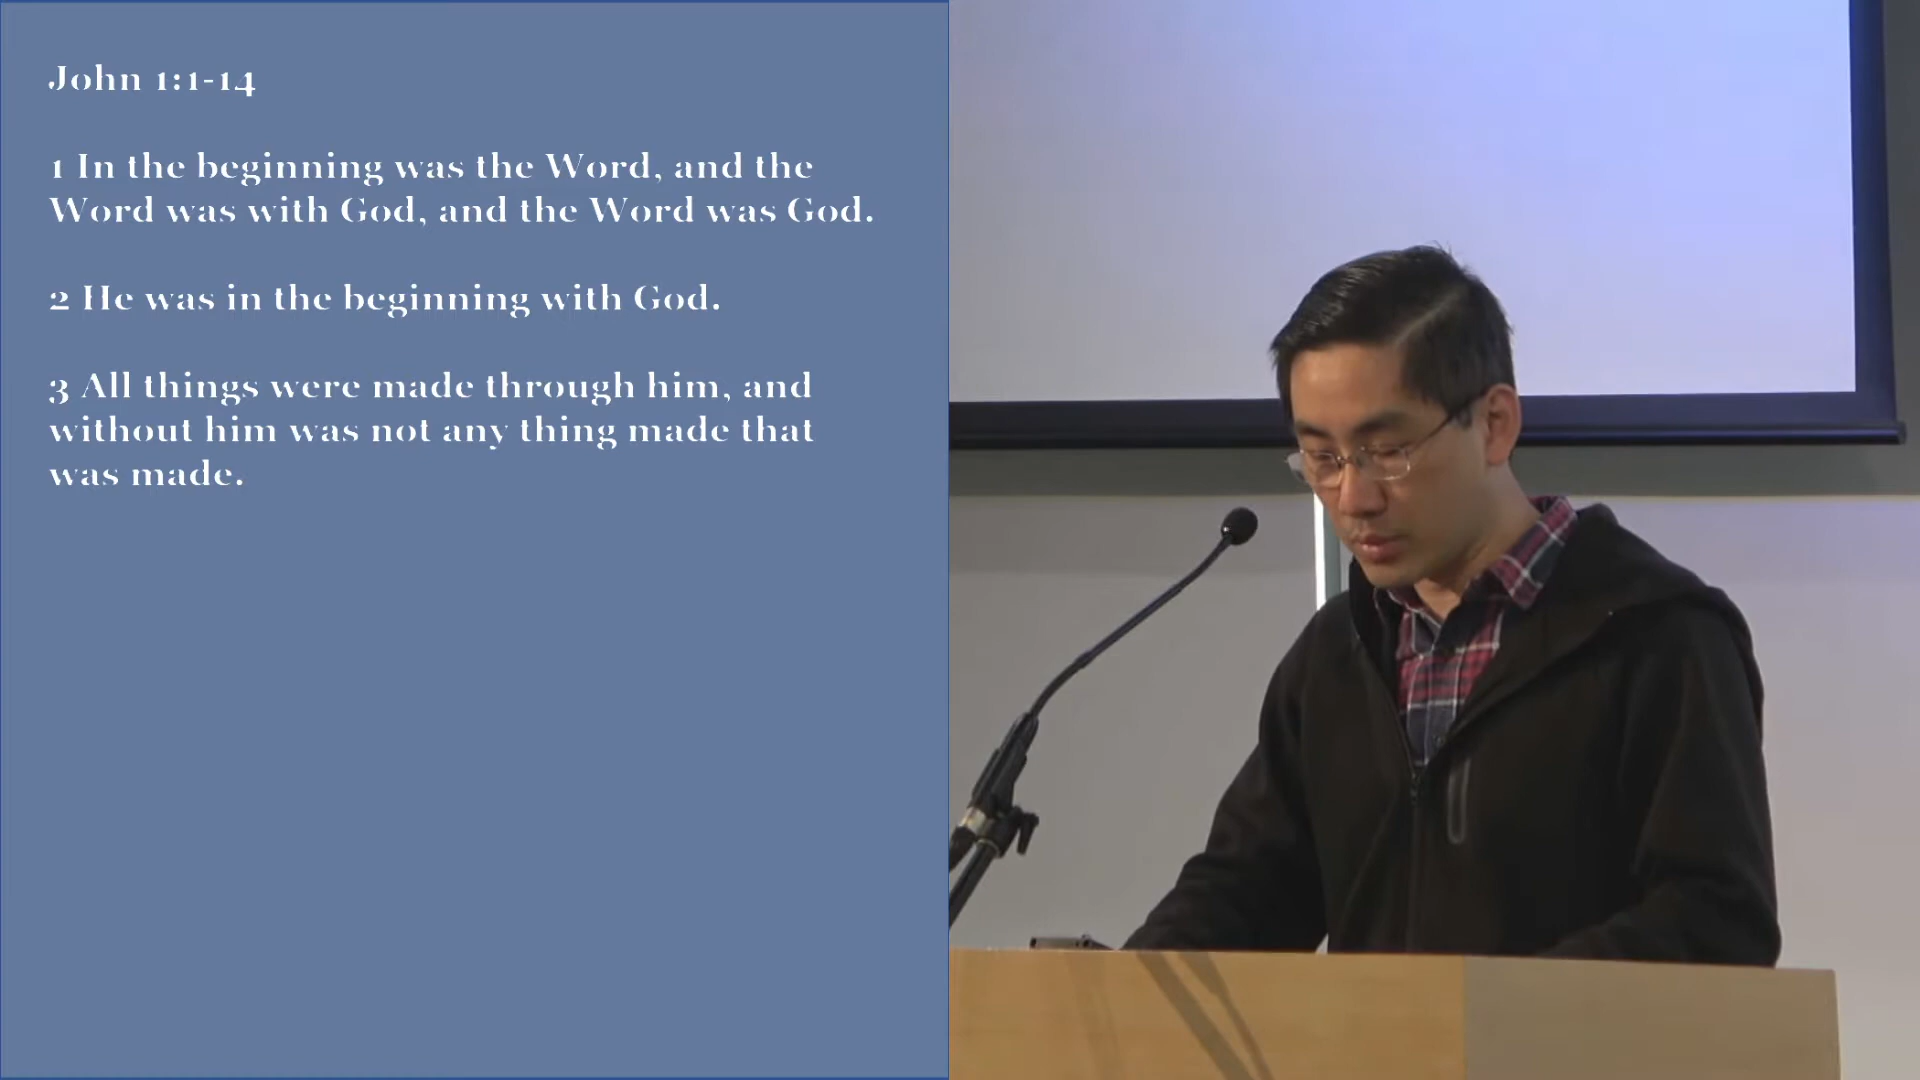 John 1:1-14
1 In the beginning was the Word, and the
Word was with God, and the Word was God.
2 He was in the beginning with God.
3 All things were made through him, and
without him was not any thing made that
was made.